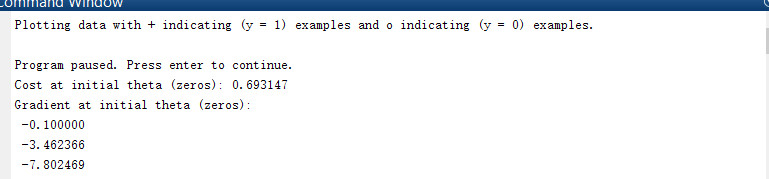 Command Window
Plotting data with + indicating (y = 1) examples and o indicating (y = 0) examples.
Program paused. Press enter to continue.
Cost at initial theta (zeros): 0.693147
Gradient at initial theta (zeros):
-0.100000
-3.462366
-7.802469